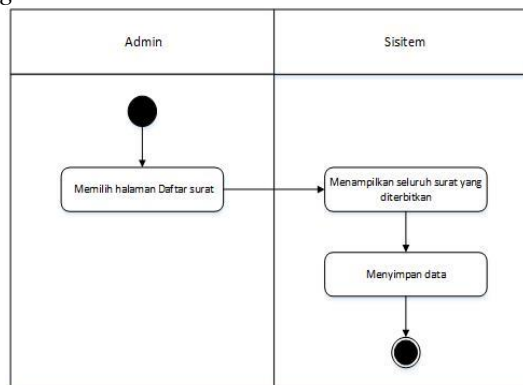 g
Admin
Sisitem
Memilih halaman Daftar surat
Menampilkan seluruh surat yang
diterbitkan
Menyimpan data